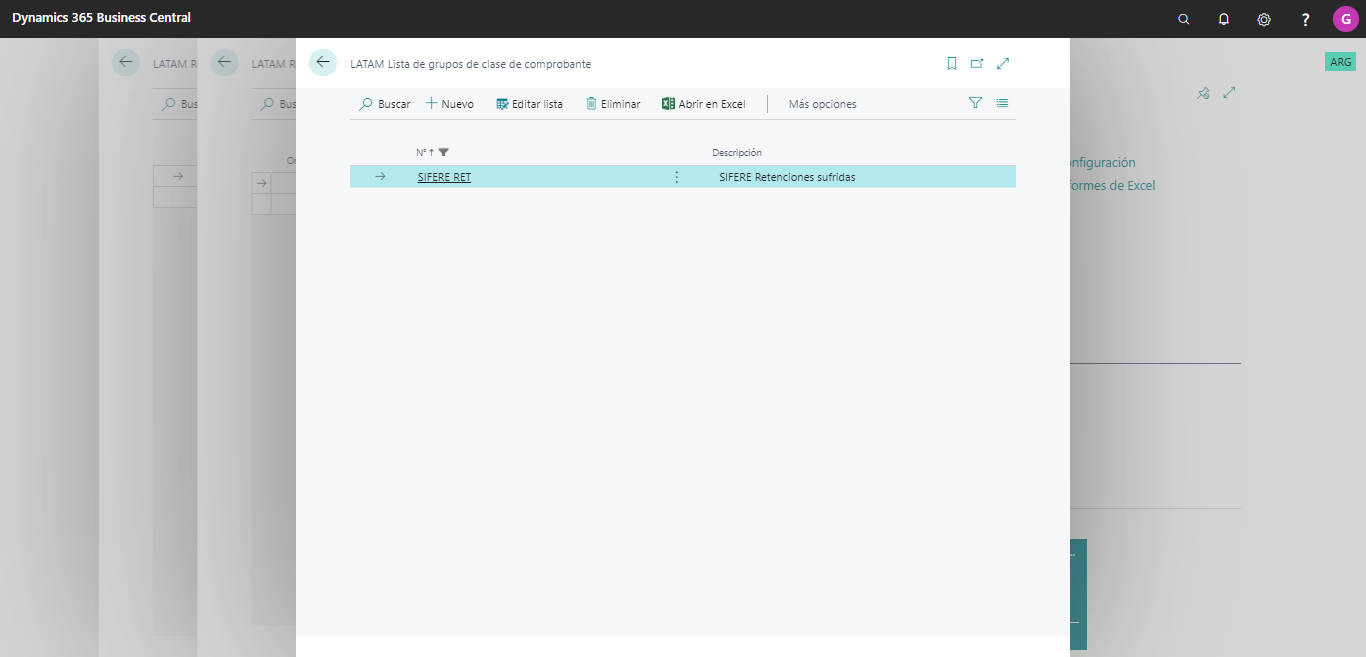 Dynamics 365 Business Central
?
G
ARG
LATAM R
LATAM R
LATAM Lista de grupos de clase de comprobante
Bus
Bus
Buscar Nuevo Editar lista Eliminar Abrir en Excel Más opciones
Nº ↑ Descripción
SIFERE RET SIFERE Retenciones sufridas
nfiguración
formes de Excel